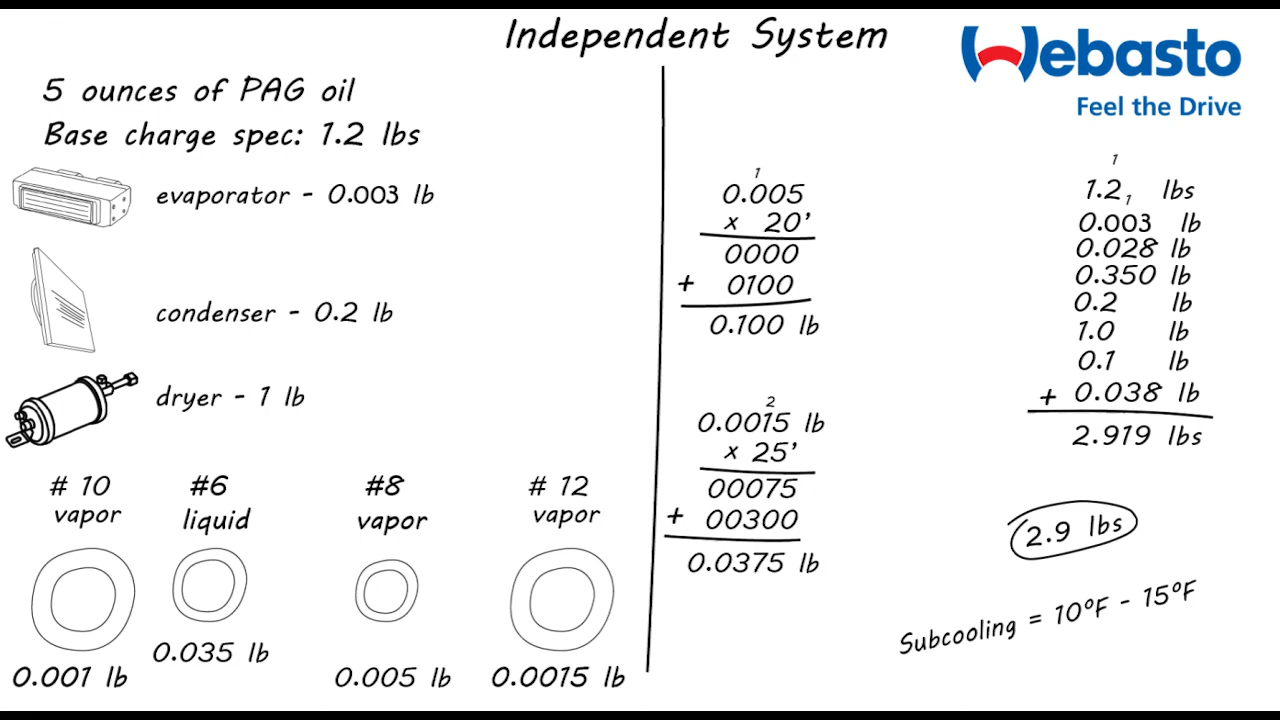 Independent System
Webasto
Feel the Drive
5 ounces of PAG oil
Base charge spec: 1.2 lbs
evaporator - 0.003 lb
condenser - 0.2 lb
dryer - 1 lb
# 10 vapor
#6 liquid
#8 vapor
# 12 vapor
0.001 lb
0.035 lb
0.005 lb
0.0015 lb
1
0.005
x 20'
0000
+ 0100
0.100 lb
2
0.0015 lb
x 25'
00075
+ 00300
0.0375 lb
1
1.2 1 lbs
0.003 lb
0.028 lb
0.350 lb
0.2 lb
1.0 lb
0.1 lb
+ 0.038 lb
2.919 lbs
2.9 lbs
Subcooling = 10°F - 15°F